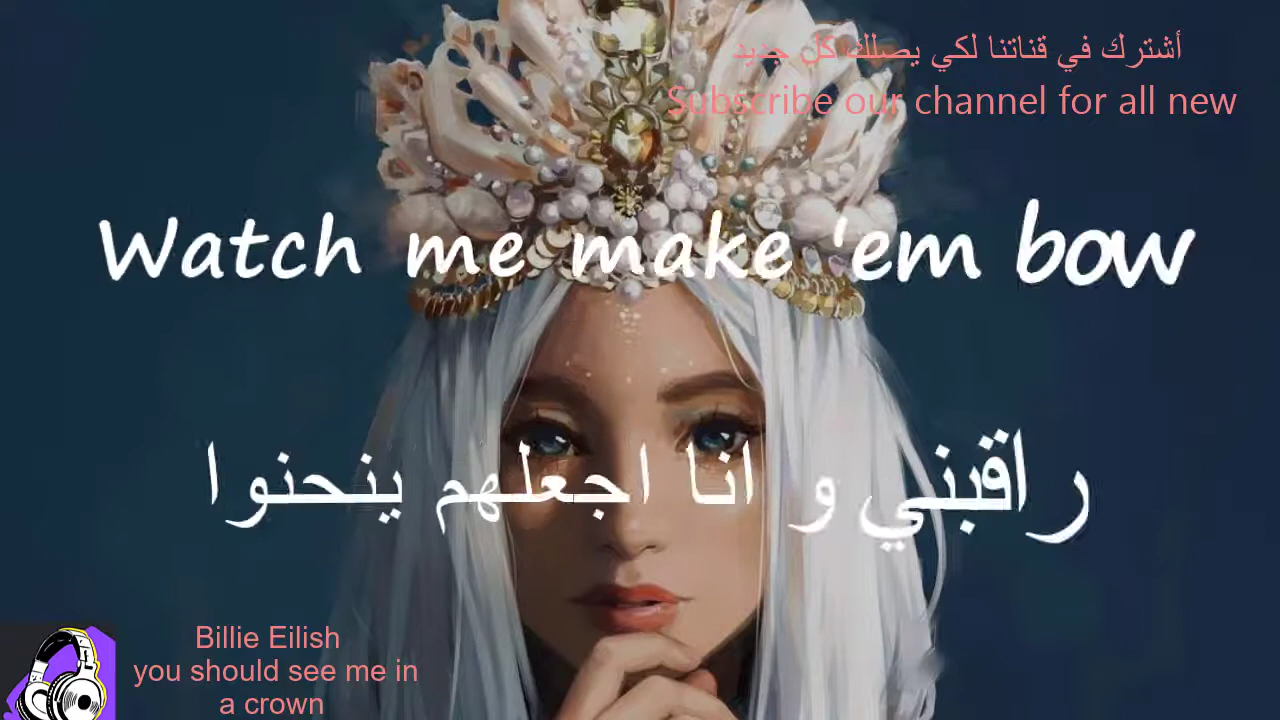 أشترك في قناتنا لكي يصلك كل جديد
Subscribe our channel for all new
Watch me make 'em bow
راقبني و انا اجعلهم ينحنوا
Billie Eilish
you should see me in
a crown